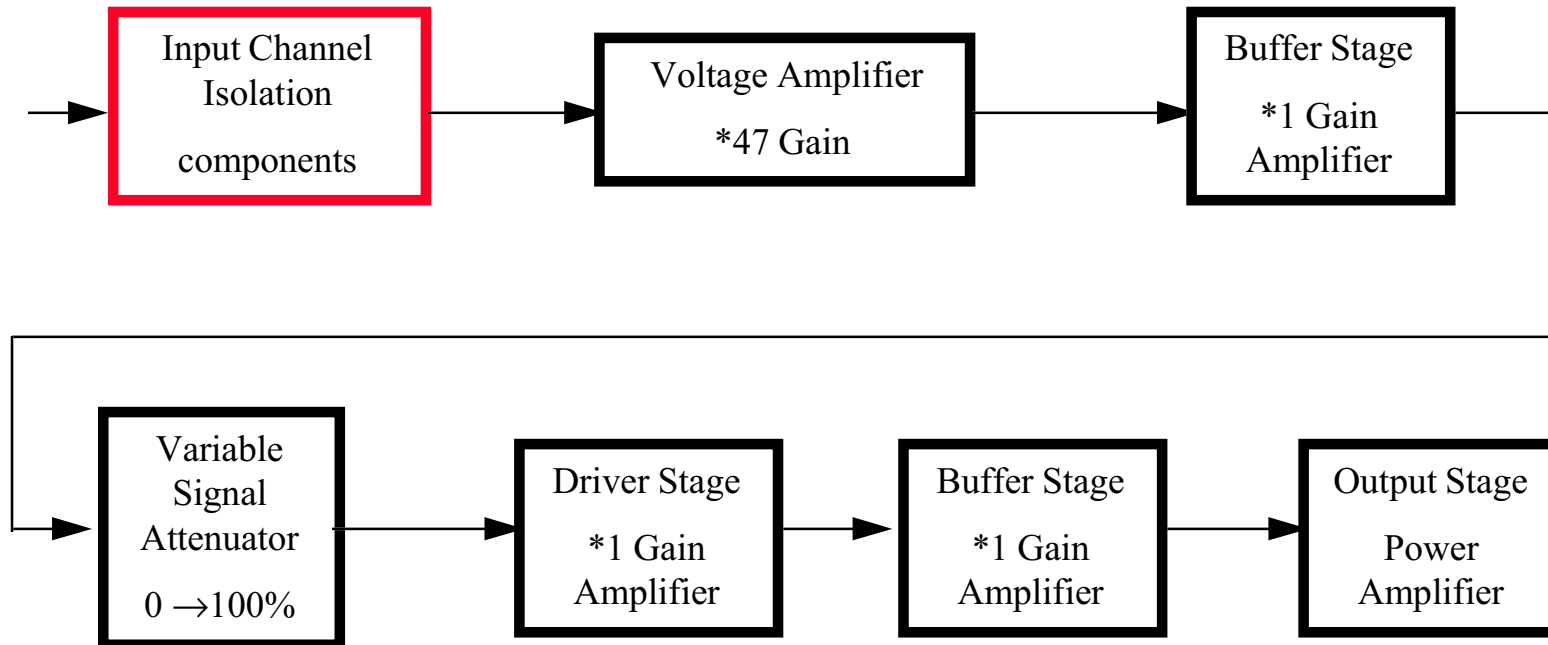 Input Channel
Isolation
components
Voltage Amplifier
*47 Gain
Buffer Stage
*1 Gain
Amplifier
Variable
Signal
Attenuator
0 →100%
Driver Stage
*1 Gain
Amplifier
Buffer Stage
*1 Gain
Amplifier
Output Stage
Power
Amplifier